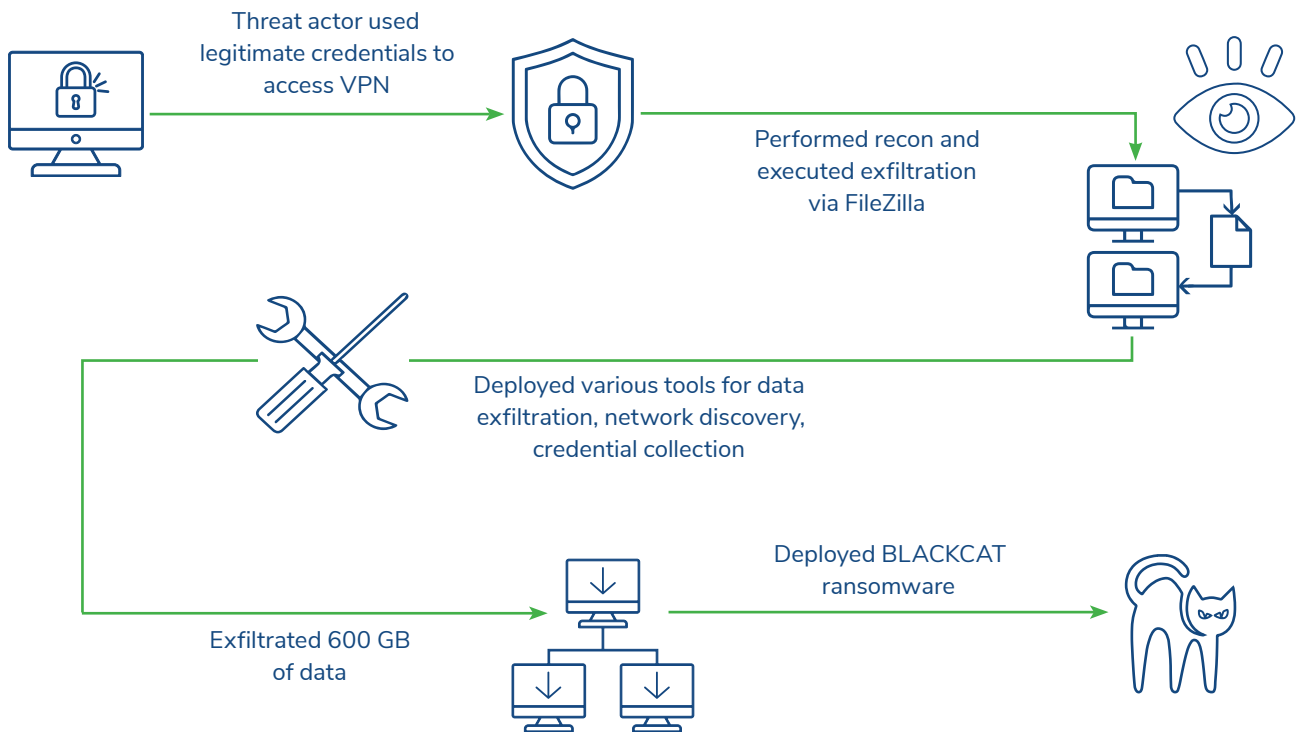 Threat actor used
legitimate credentials to
access VPN
Performed recon and
executed exfiltration
via FileZilla
Deployed various tools for data
exfiltration, network discovery,
credential collection
Exfiltrated 600 GB
of data
Deployed BLACKCAT
ransomware